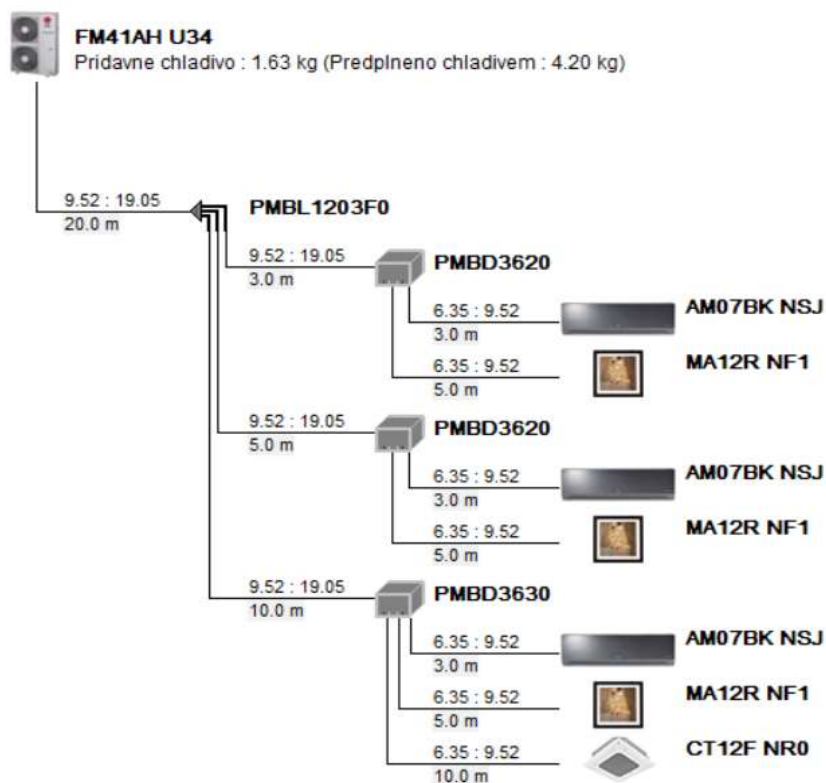 FM41AH U34
Pridavne chladivo : 1.63 kg (Predplneno chladivem : 4.20 kg)
9.52 : 19.05
20.0 m
PMBL1203F0
9.52 : 19.05
3.0 m
PMBD3620
6.35 : 9.52
3.0 m
AM07BK NSJ
6.35 : 9.52
5.0 m
MA12R NF1
9.52 : 19.05
5.0 m
PMBD3620
6.35 : 9.52
3.0 m
AM07BK NSJ
6.35 : 9.52
5.0 m
MA12R NF1
9.52 : 19.05
10.0 m
PMBD3630
6.35 : 9.52
3.0 m
AM07BK NSJ
6.35 : 9.52
5.0 m
MA12R NF1
6.35 : 9.52
10.0 m
CT12F NR0